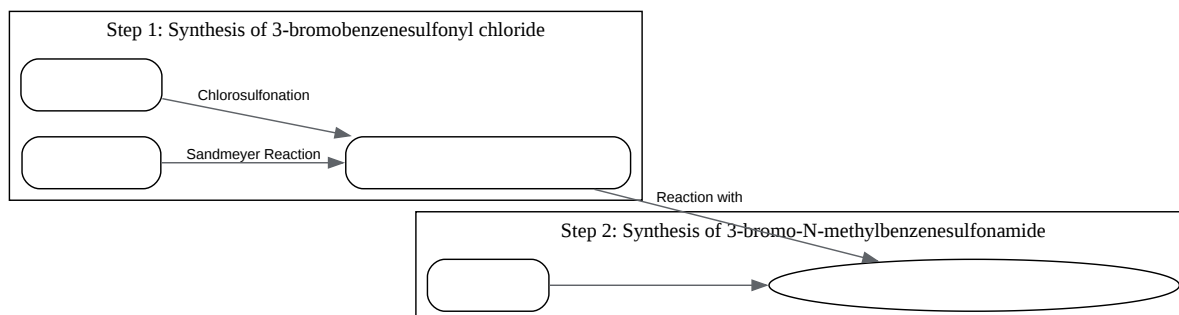 Step 1: Synthesis of 3-bromobenzenesulfonyl chloride
Chlorosulfonation
Sandmeyer Reaction
Reaction with
Step 2: Synthesis of 3-bromo-N-methylbenzenesulfonamide